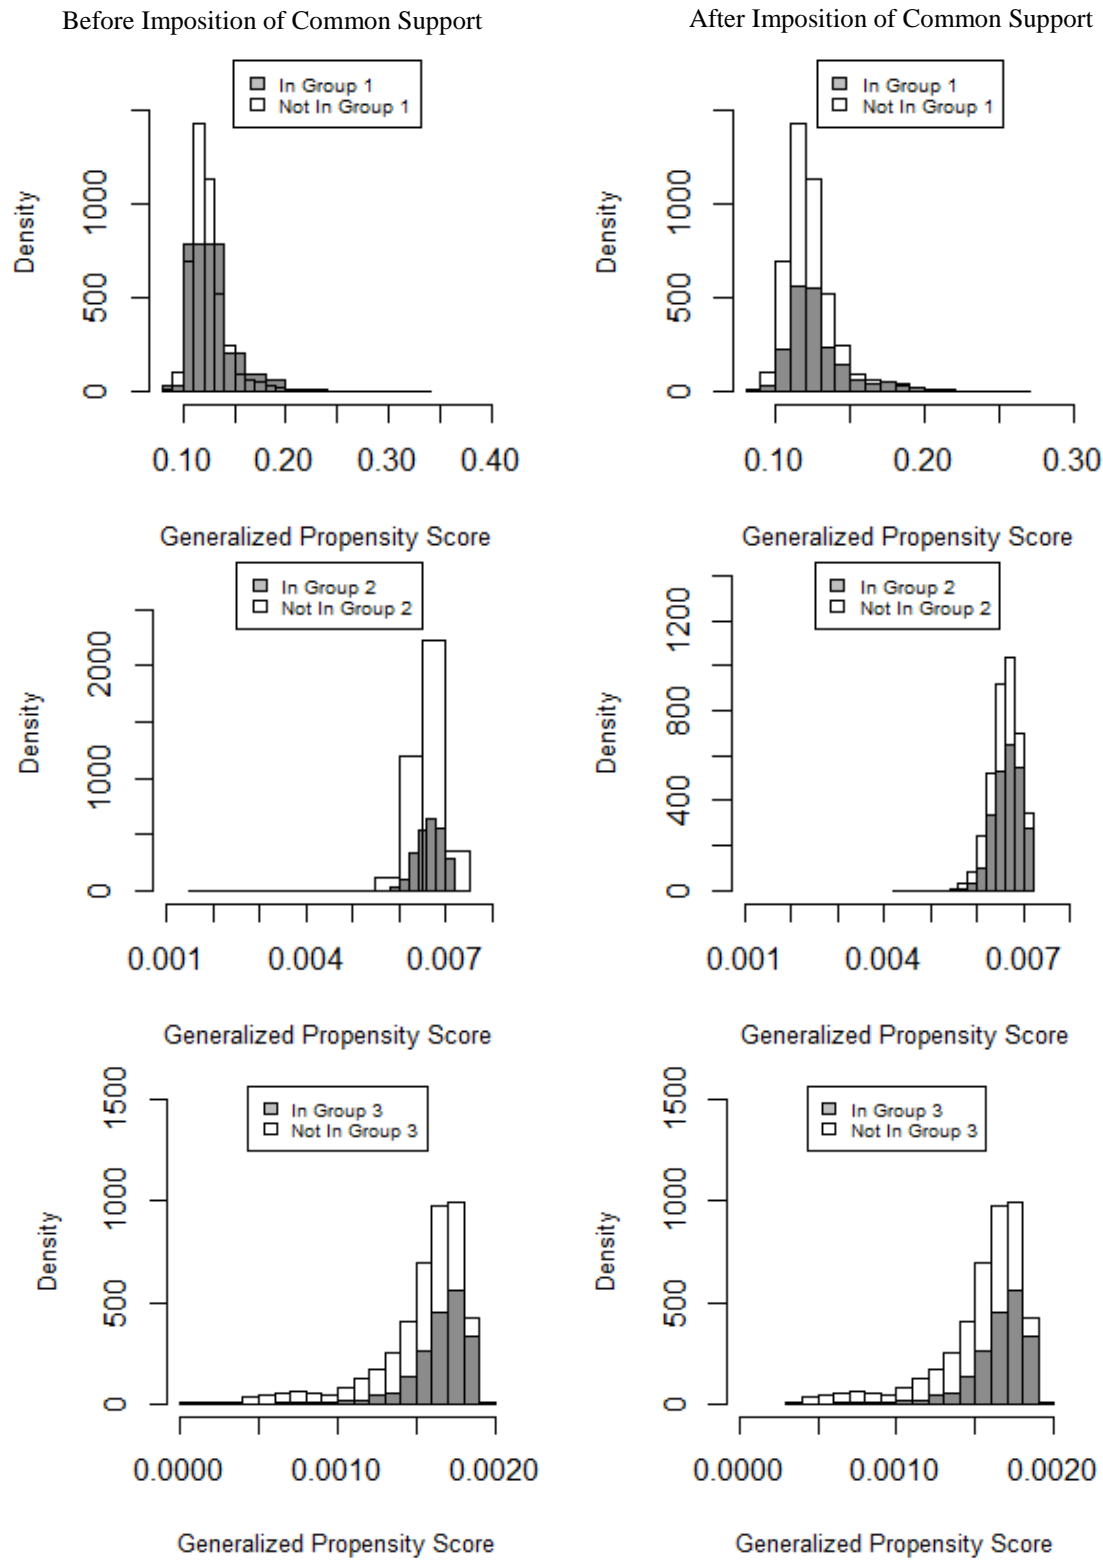 Before Imposition of Common Support
After Imposition of Common Support
In Group 1
Not In Group 1
Density
0
500
1000
0.10 0.20 0.30 0.40
Generalized Propensity Score
In Group 1
Not In Group 1
Density
0
500
1000
0.10 0.20 0.30
Generalized Propensity Score
In Group 2
Not In Group 2
Density
0
1000
2000
0.001 0.004 0.007
Generalized Propensity Score
In Group 2
Not In Group 2
Density
0
400
800
1200
0.001 0.004 0.007
Generalized Propensity Score
In Group 3
Not In Group 3
Density
0
500
1000
1500
0.0000 0.0010 0.0020
Generalized Propensity Score
In Group 3
Not In Group 3
Density
0
500
1000
1500
0.0000 0.0010 0.0020
Generalized Propensity Score